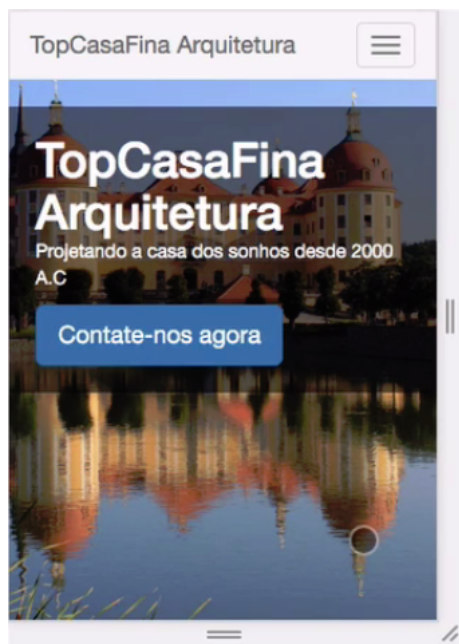 TopCasaFina Arquitetura
TopCasaFina
Arquitetura
Projetando a casa dos sonhos desde 2000
A.C
Contate-nos agora